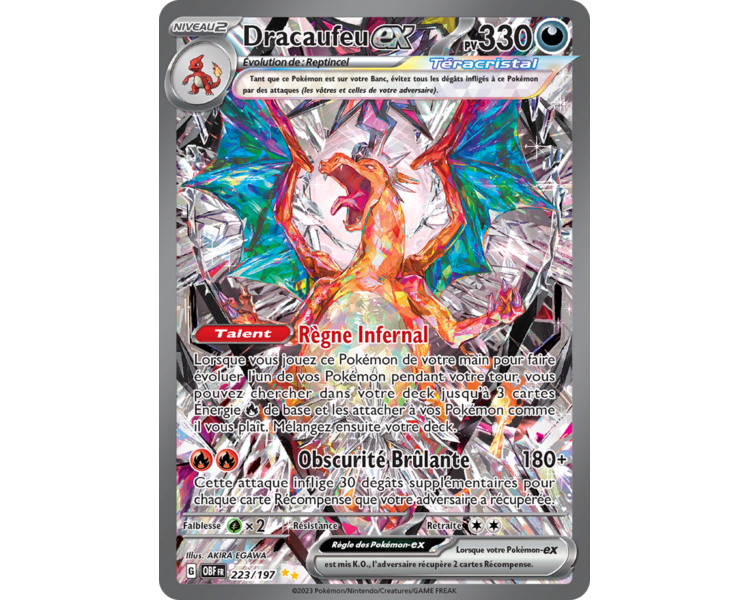 NIVEAU 2
Dracaufeu ex
PV 330
Évolution de : Reptincel
Téracristal
Tant que ce Pokémon est sur votre Banc, évitez tous les dégâts infligés à ce Pokémon
par des attaques (les vôtres et celles de votre adversaire).
Talent Règne Infernal
Lorsque vous jouez ce Pokémon de votre main pour faire
évoluer l'un de vos Pokémon pendant votre tour, vous
pouvez chercher dans votre deck jusqu'à 3 cartes
Énergie de base et les attacher à vos Pokémon comme
il vous plaît. Mélangez ensuite votre deck.
Obscurité Brûlante 180+
Cette attaque inflige 30 dégâts supplémentaires pour
chaque carte Récompense que votre adversaire a récupérée.
Faiblesse ×2 Résistance Retraite
Illus. AKIRA EGAWA
Règle des Pokémon-ex Lorsque votre Pokémon-ex
est mis K.O., l'adversaire récupère 2 cartes Récompense.
G OBF FR 223/197
©2023 Pokémon/Nintendo/Creatures/GAME FREAK